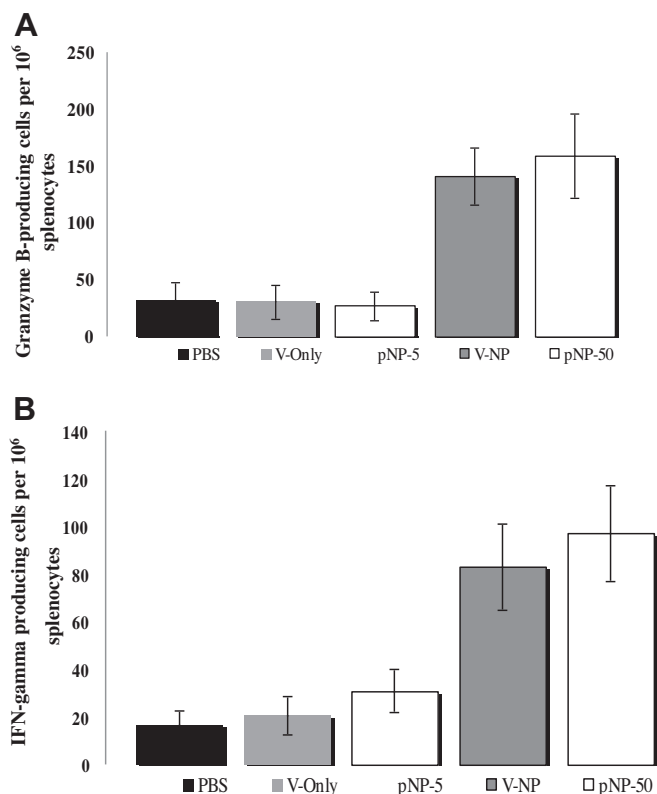 A
Granzyme B-producing cells per 10⁶
splenocytes
250
200
150
100
50
0
PBS V-Only pNP-5 V-NP pNP-50
B
IFN-gamma producing cells per 10⁶
splenocytes
140
120
100
80
60
40
20
0
PBS V-Only pNP-5 V-NP pNP-50